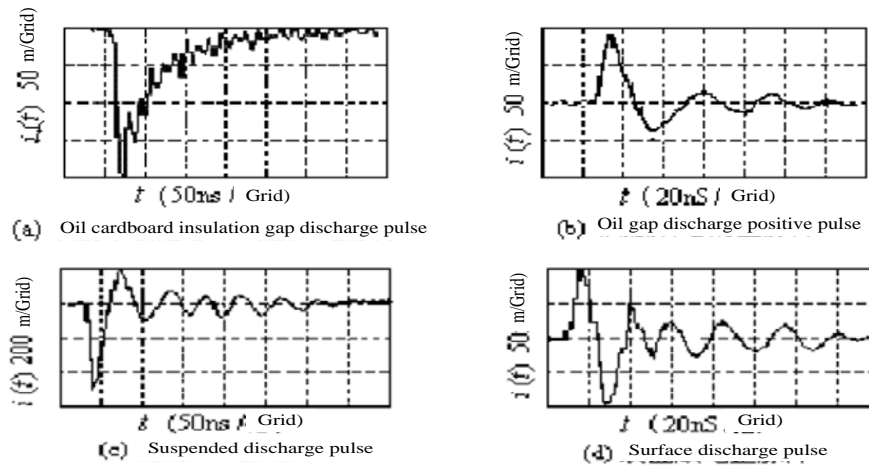 i(t) 50 m/Grid)
t (50ns / Grid)
(a) Oil cardboard insulation gap discharge pulse
i(t) 50 m/Grid)
t (20nS / Grid)
(b) Oil gap discharge positive pulse
i(t) 200 m/Grid)
t (50ns / Grid)
(c) Suspended discharge pulse
i(t) 50 m/Grid)
t (20nS / Grid)
(d) Surface discharge pulse